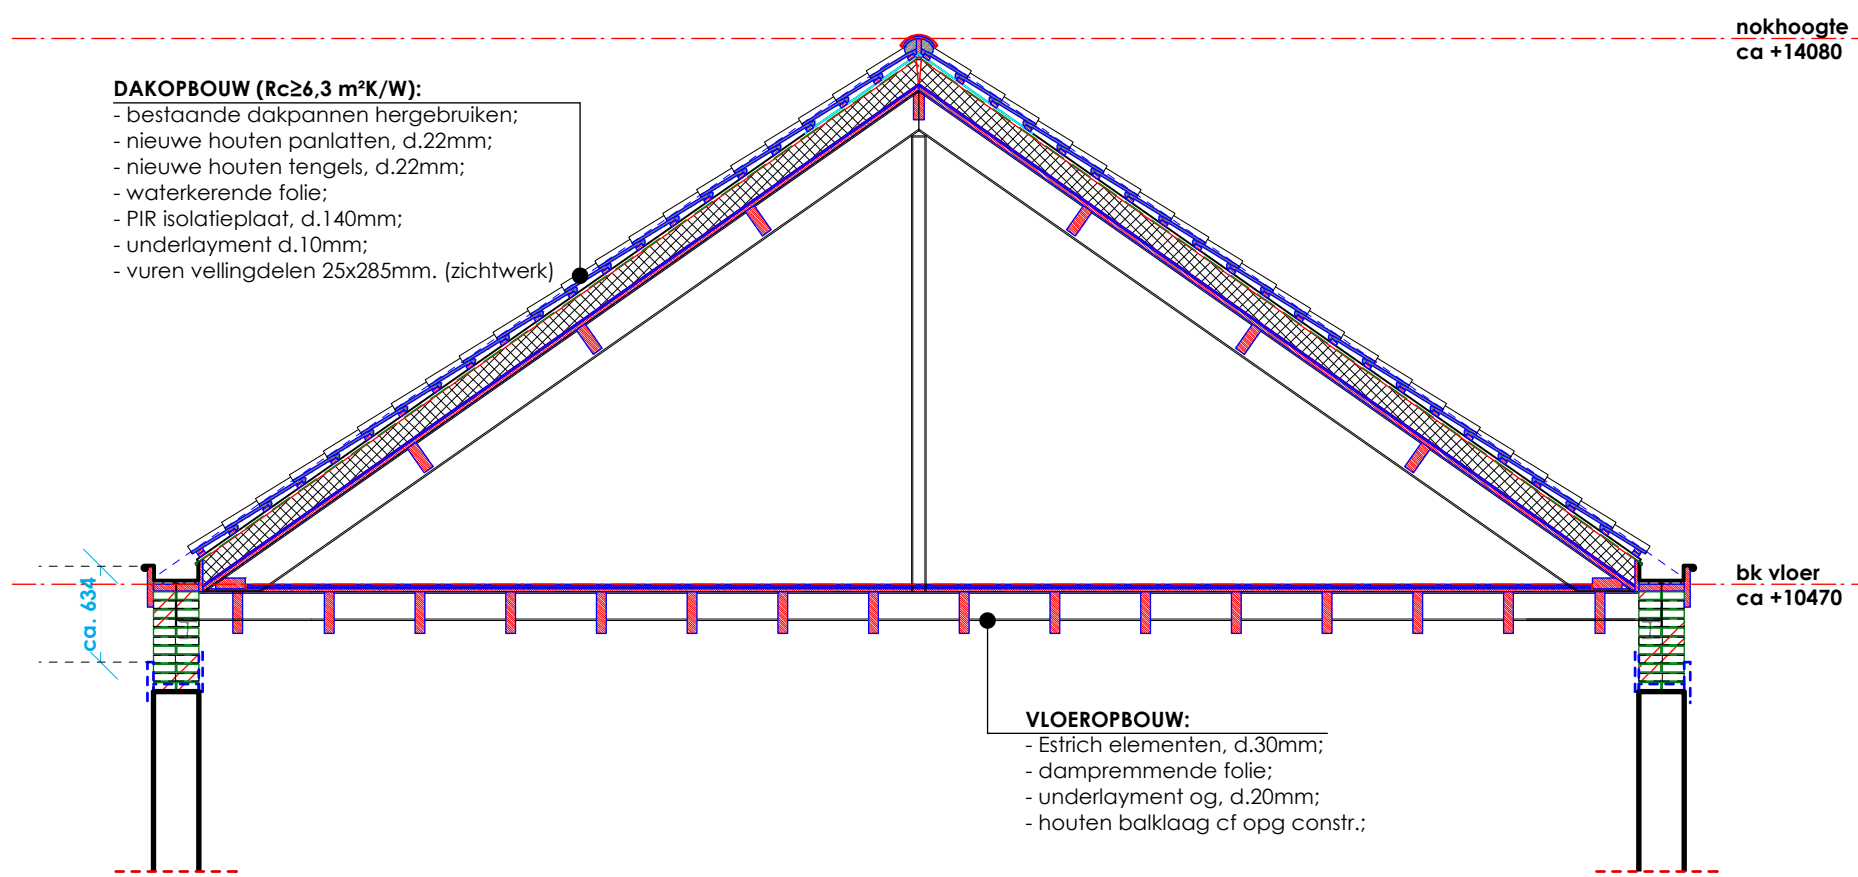 nokhoogte
ca +14080
DAKOPBOUW (Rc≥6,3 m²K/W):
- bestaande dakpannen hergebruiken;
- nieuwe houten panlatten, d.22mm;
- nieuwe houten tengels, d.22mm;
- waterkerende folie;
- PIR isolatieplaat, d.140mm;
- underlayment d.10mm;
- vuren vellingdelen 25x285mm. (zichtwerk)
ca. 634
bk vloer
ca +10470
VLOEROPBOUW:
- Estrich elementen, d.30mm;
- dampremmende folie;
- underlayment og, d.20mm;
- houten balklaag cf opg constr.;